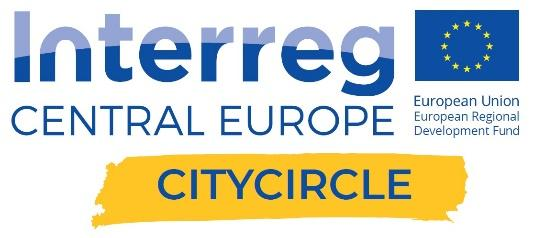 Interreg
CENTRAL EUROPE
European Union
European Regional
Development Fund
CITYCIRCLE